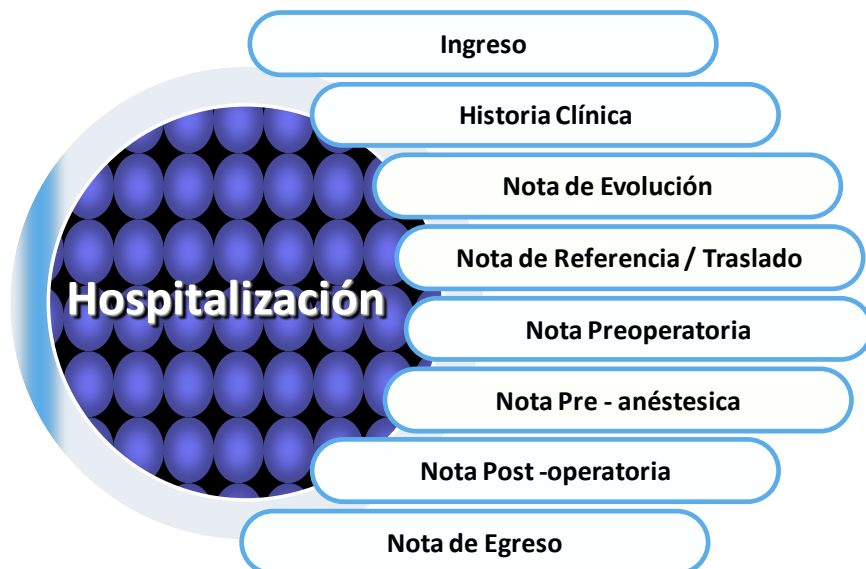 Ingreso
Historia Clínica
Nota de Evolución
Nota de Referencia / Traslado
Hospitalización
Nota Preoperatoria
Nota Pre - anéstesica
Nota Post -operatoria
Nota de Egreso